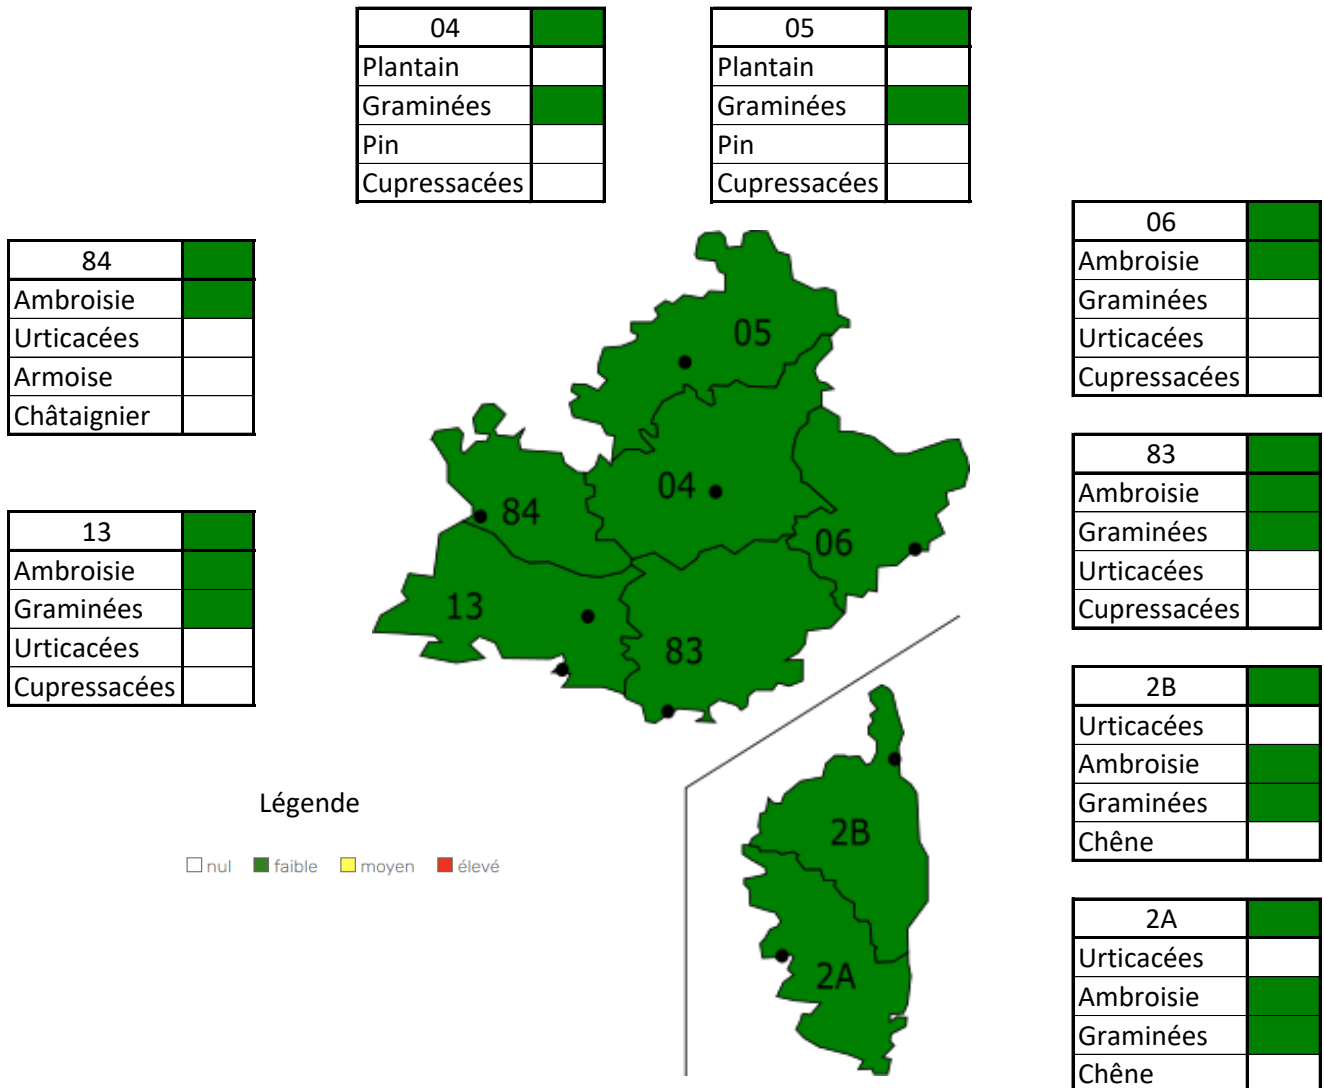 04
Plantain
Graminées
Pin
Cupressacées
05
Plantain
Graminées
Pin
Cupressacées
84
Ambroisie
Urticacées
Armoise
Châtaignier
13
Ambroisie
Graminées
Urticacées
Cupressacées
06
Ambroisie
Graminées
Urticacées
Cupressacées
83
Ambroisie
Graminées
Urticacées
Cupressacées
2B
Urticacées
Ambroisie
Graminées
Chêne
2A
Urticacées
Ambroisie
Graminées
Chêne
05
04
84
06
13
83
2B
2A
Légende
nul faible moyen élevé